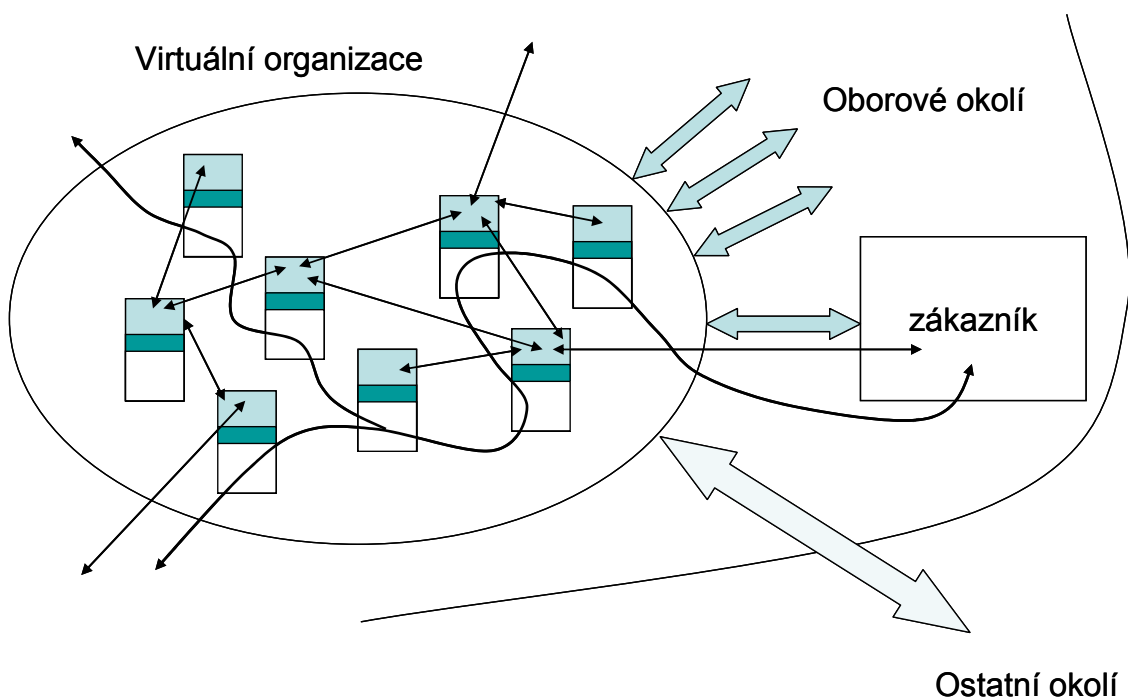 Virtuální organizace
Oborové okolí
zákazník
Ostatní okolí